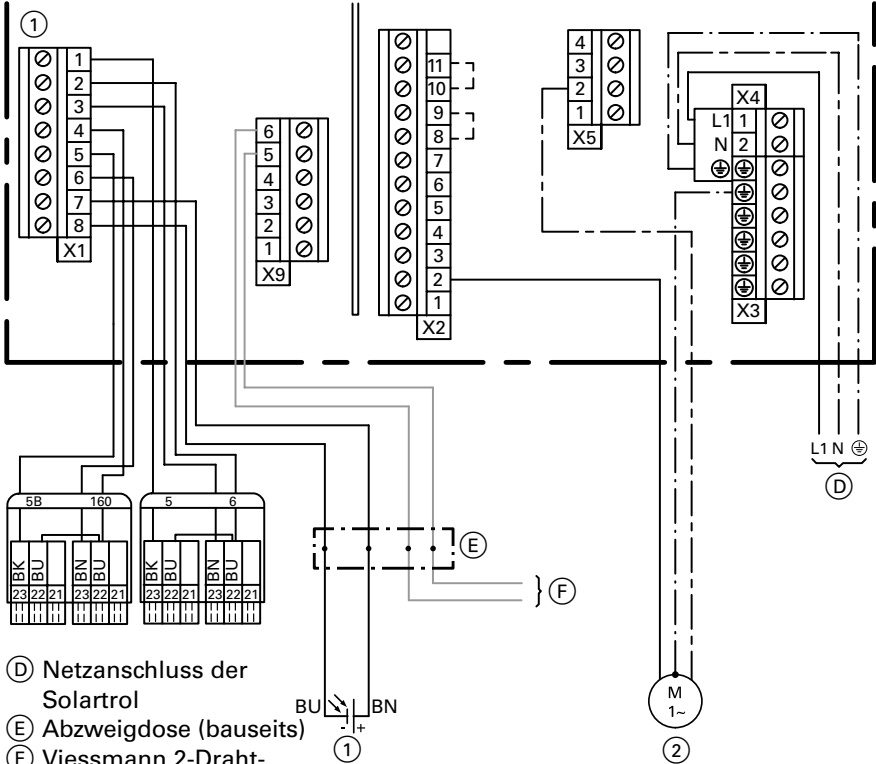 ①
1
2
3
4
5
6
7
8
X1
6
5
4
3
2
1
X9
11
10
9
8
7
6
5
4
3
2
1
X2
4
3
2
1
X5
X4
L1 1
N 2
X3
L1 N
Ⓓ
5B 160
5 6
BK BU BN BU
23 22 21 23 22 21
BK BU BN BU
23 22 21 23 22 21
Ⓔ
Ⓕ
Ⓓ Netzanschluss der
Solartrol
Ⓔ Abzweigdose (bauseits)
Ⓕ Viessmann 2-Draht-
BU BN
- +
①
M
1~
②